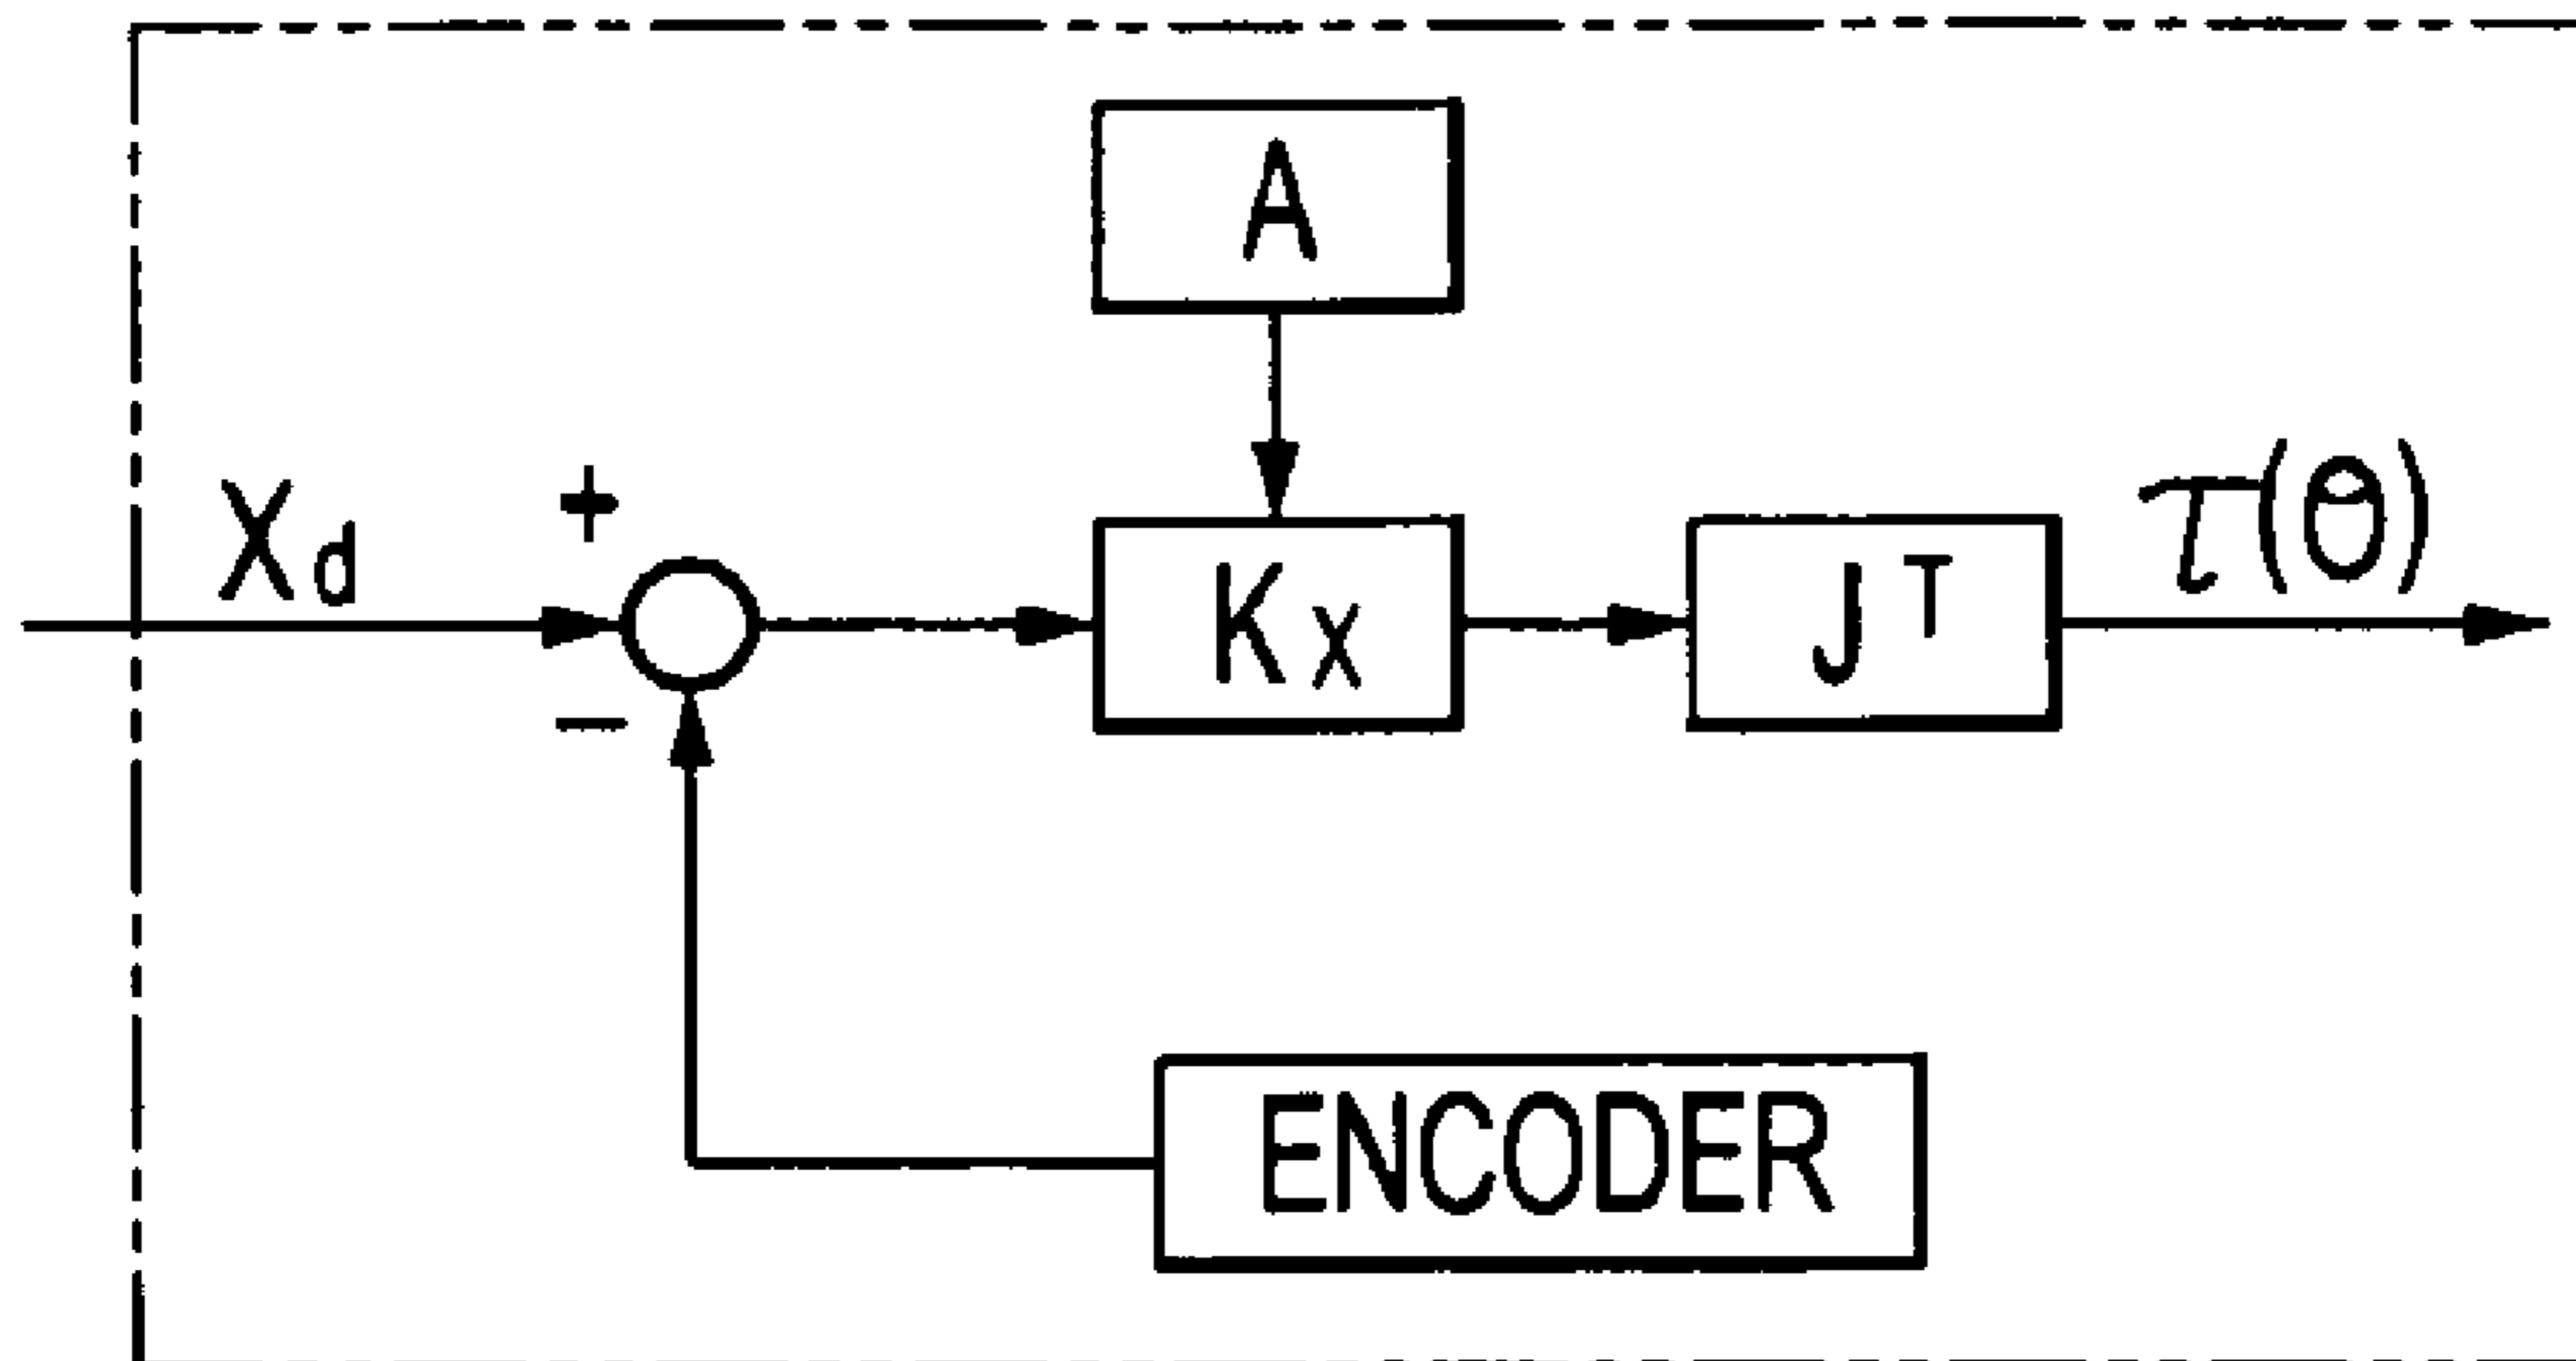 A
Xd
+
−
Kx
J^T
τ(θ)
ENCODER